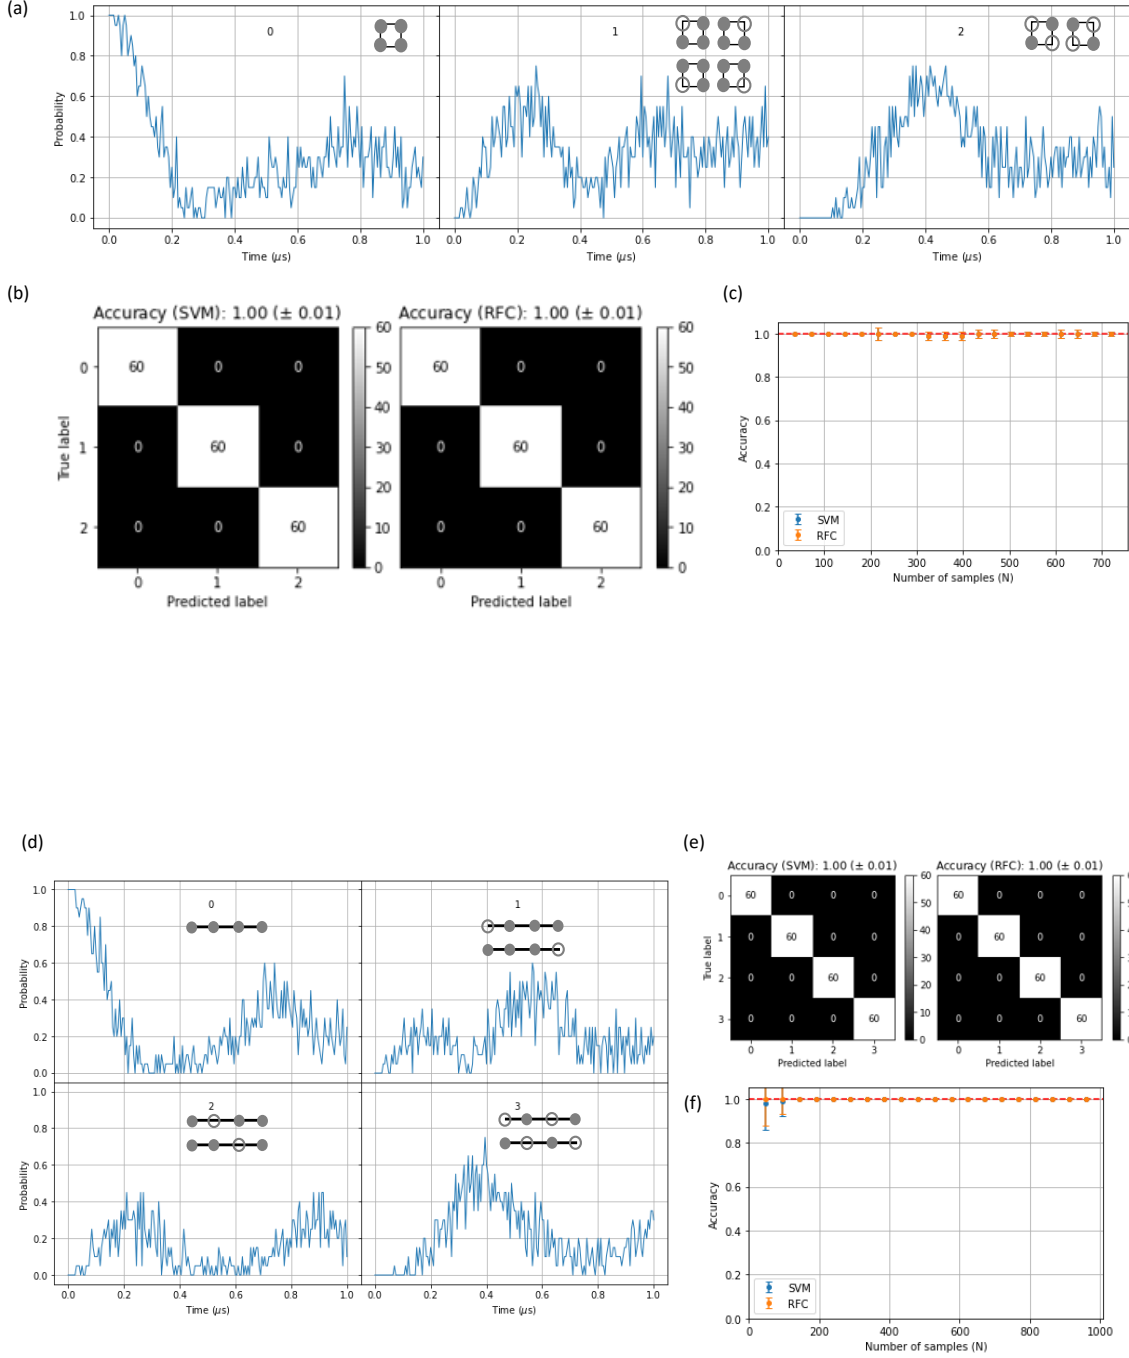 (a)
0
1
2
1.0
0.8
0.6
0.4
0.2
0.0
Probability
0.0 0.2 0.4 0.6 0.8 1.0
0.0 0.2 0.4 0.6 0.8 1.0
0.0 0.2 0.4 0.6 0.8 1.0
Time (μs)
Time (μs)
Time (μs)
(b)
Accuracy (SVM): 1.00 (± 0.01)
0
1
2
True label
60 0 0
0 60 0
0 0 60
0 1 2
Predicted label
60
50
40
30
20
10
0
Accuracy (RFC): 1.00 (± 0.01)
60 0 0
0 60 0
0 0 60
0 1 2
Predicted label
60
50
40
30
20
10
0
(c)
1.0
0.8
0.6
0.4
0.2
0.0
Accuracy
SVM
RFC
0 100 200 300 400 500 600 700
Number of samples (N)
(d)
0
1
1.0
0.8
0.6
0.4
0.2
0.0
Probability
2
3
1.0
0.8
0.6
0.4
0.2
0.0
Probability
0.0 0.2 0.4 0.6 0.8 1.0
0.0 0.2 0.4 0.6 0.8 1.0
Time (μs)
Time (μs)
(e)
Accuracy (SVM): 1.00 (± 0.01)
0
1
2
3
True label
60 0 0 0
0 60 0 0
0 0 60 0
0 0 0 60
0 1 2 3
Predicted label
60
50
40
30
20
10
0
Accuracy (RFC): 1.00 (± 0.01)
60 0 0 0
0 60 0 0
0 0 60 0
0 0 0 60
0 1 2 3
Predicted label
(f)
1.0
0.8
0.6
0.4
0.2
0.0
Accuracy
SVM
RFC
0 200 400 600 800 1000
Number of samples (N)